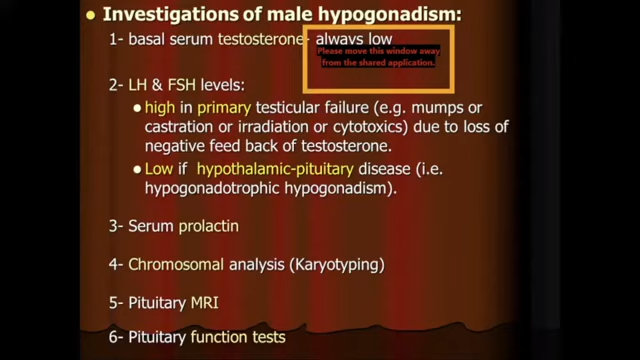 Investigations of male hypogonadism:
1- basal serum testosterone- always low
Please move this window away
from the shared application.
2- LH & FSH levels:
high in primary testicular failure (e.g. mumps or
castration or irradiation or cytotoxics) due to loss of
negative feed back of testosterone.
Low if hypothalamic-pituitary disease (i.e.
hypogonadotrophic hypogonadism).
3- Serum prolactin
4- Chromosomal analysis (Karyotyping)
5- Pituitary MRI
6- Pituitary function tests